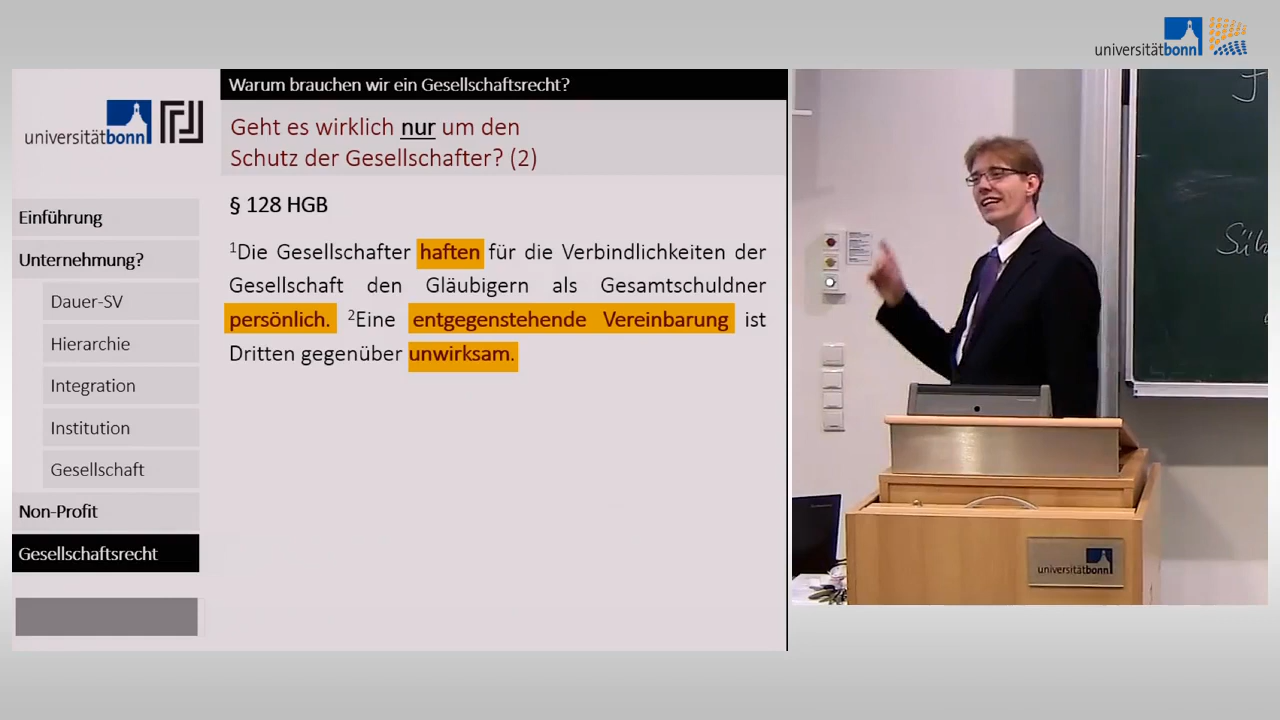 universitätbonn
universitätbonn
Warum brauchen wir ein Gesellschaftsrecht?
Geht es wirklich nur um den
Schutz der Gesellschafter? (2)
§ 128 HGB
1Die Gesellschafter haften für die Verbindlichkeiten der
Gesellschaft den Gläubigern als Gesamtschuldner
persönlich. 2Eine entgegenstehende Vereinbarung ist
Dritten gegenüber unwirksam.
Einführung
Unternehmung?
Dauer-SV
Hierarchie
Integration
Institution
Gesellschaft
Non-Profit
Gesellschaftsrecht
universitätbonn